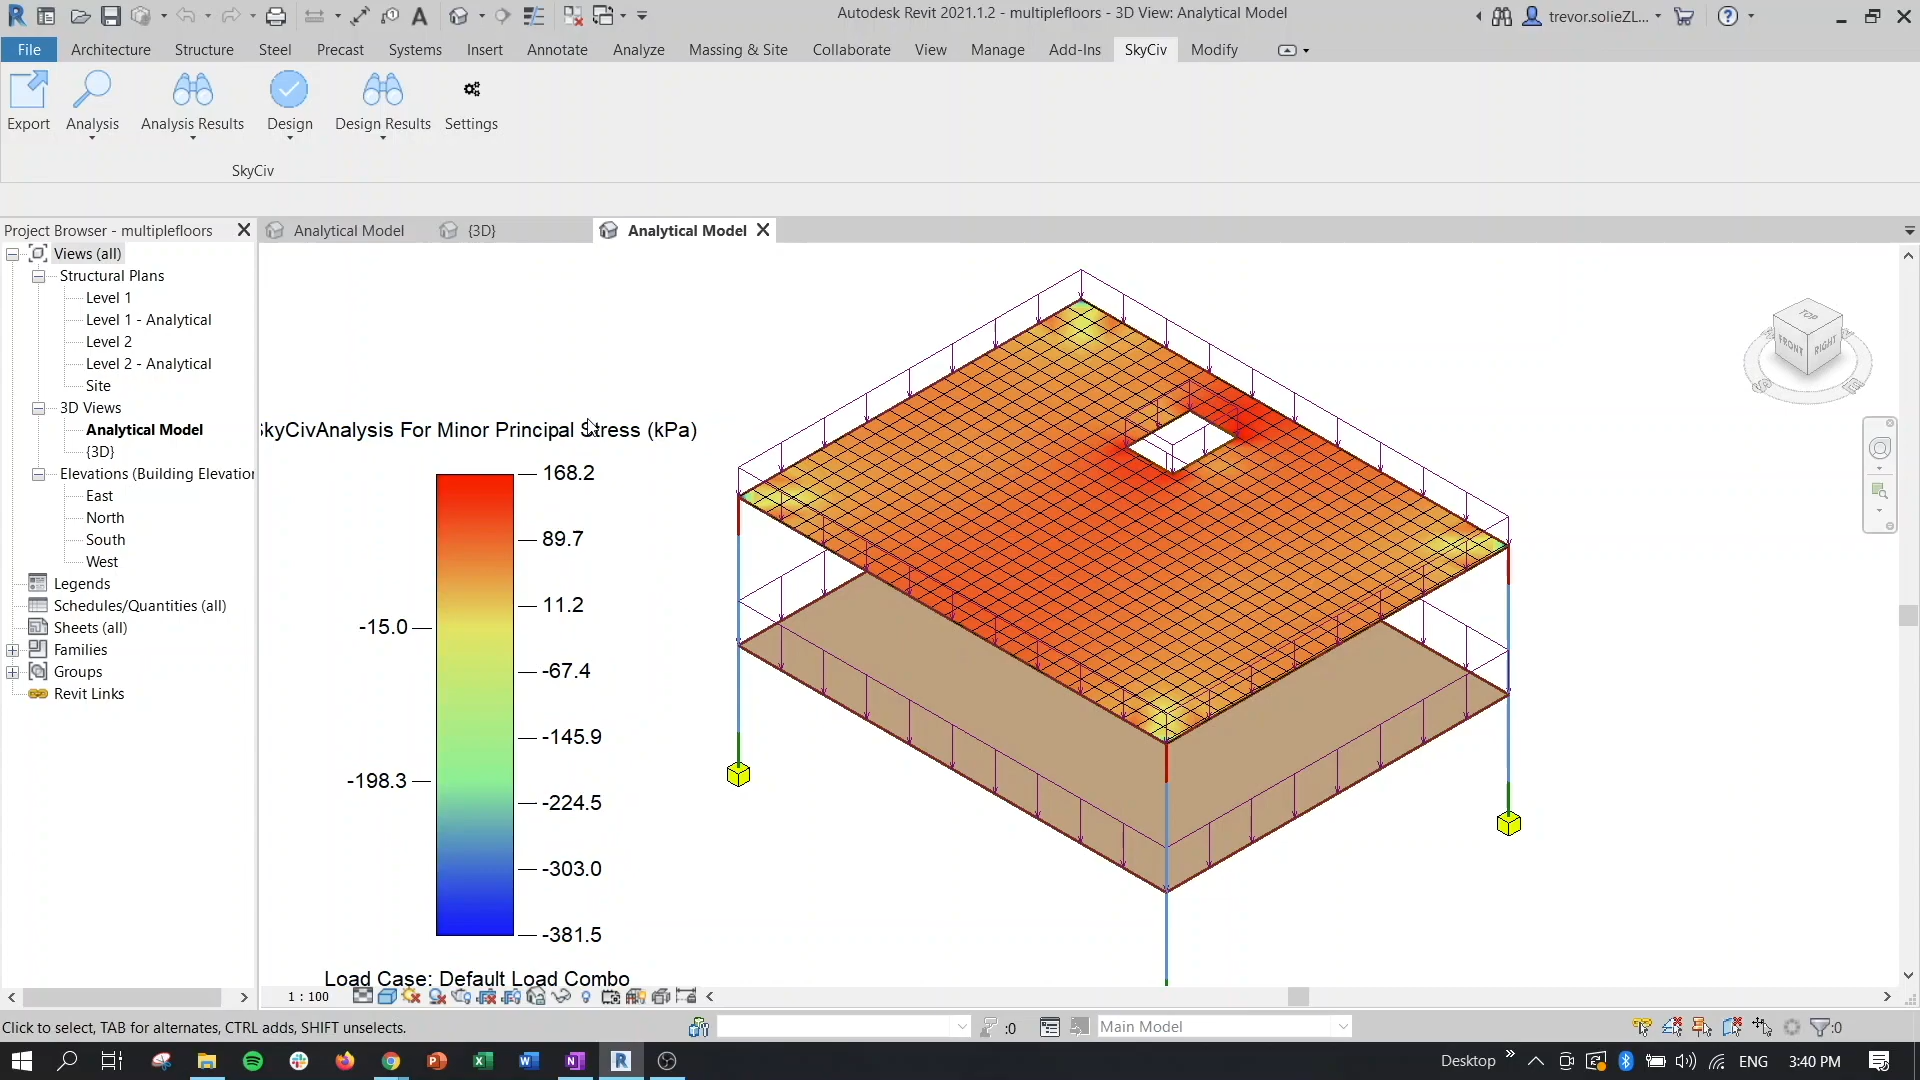 Autodesk Revit 2021.1.2 - multiplefloors - 3D View: Analytical Model
trevor.solieZL...
File Architecture Structure Steel Precast Systems Insert Annotate Analyze Massing & Site Collaborate View Manage Add-Ins SkyCiv Modify
Export Analysis Analysis Results Design Design Results Settings
SkyCiv
Project Browser - multiplefloors
Analytical Model {3D} Analytical Model
Views (all)
Structural Plans
Level 1
Level 1 - Analytical
Level 2
Level 2 - Analytical
Site
3D Views
Analytical Model
{3D}
Elevations (Building Elevation
East
North
South
West
Legends
Schedules/Quantities (all)
Sheets (all)
Families
Groups
Revit Links
SkyCivAnalysis For Minor Principal Stress (kPa)
168.2
89.7
11.2
-15.0
-67.4
-145.9
-198.3
-224.5
-303.0
-381.5
Load Case: Default Load Combo
TOP
FRONT RIGHT
1 : 100
Click to select, TAB for alternates, CTRL adds, SHIFT unselects.
:0
Main Model
:0
Desktop
ENG
3:40 PM